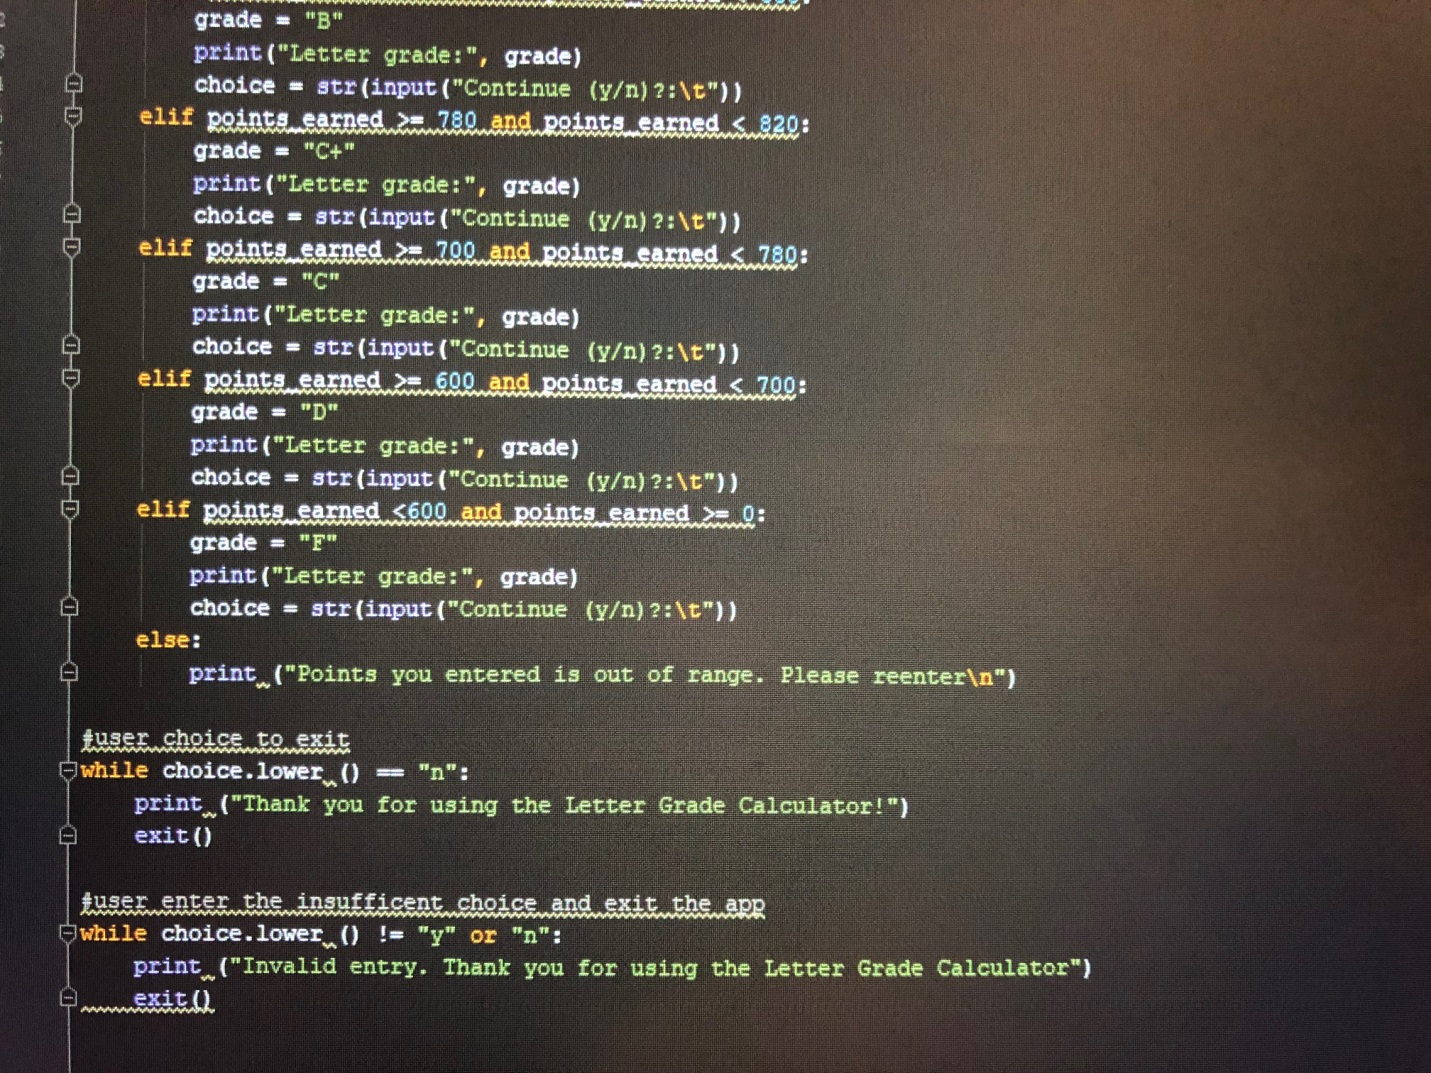 grade = "B"
print("Letter grade:", grade)
choice = str(input("Continue (y/n)?:\t"))
elif points_earned >= 780 and points_earned < 820:
grade = "C+"
print("Letter grade:", grade)
choice = str(input("Continue (y/n)?:\t"))
elif points_earned >= 700 and points_earned < 780:
grade = "C"
print("Letter grade:", grade)
choice = str(input("Continue (y/n)?:\t"))
elif points_earned >= 600 and points_earned < 700:
grade = "D"
print("Letter grade:", grade)
choice = str(input("Continue (y/n)?:\t"))
elif points_earned <600 and points_earned >= 0:
grade = "F"
print("Letter grade:", grade)
choice = str(input("Continue (y/n)?:\t"))
else:
print ("Points you entered is out of range. Please reenter\n")
#user choice to exit
while choice.lower () == "n":
print ("Thank you for using the Letter Grade Calculator!")
exit()
#user enter the insufficent choice and exit the app
while choice.lower () != "y" or "n":
print ("Invalid entry. Thank you for using the Letter Grade Calculator")
exit()